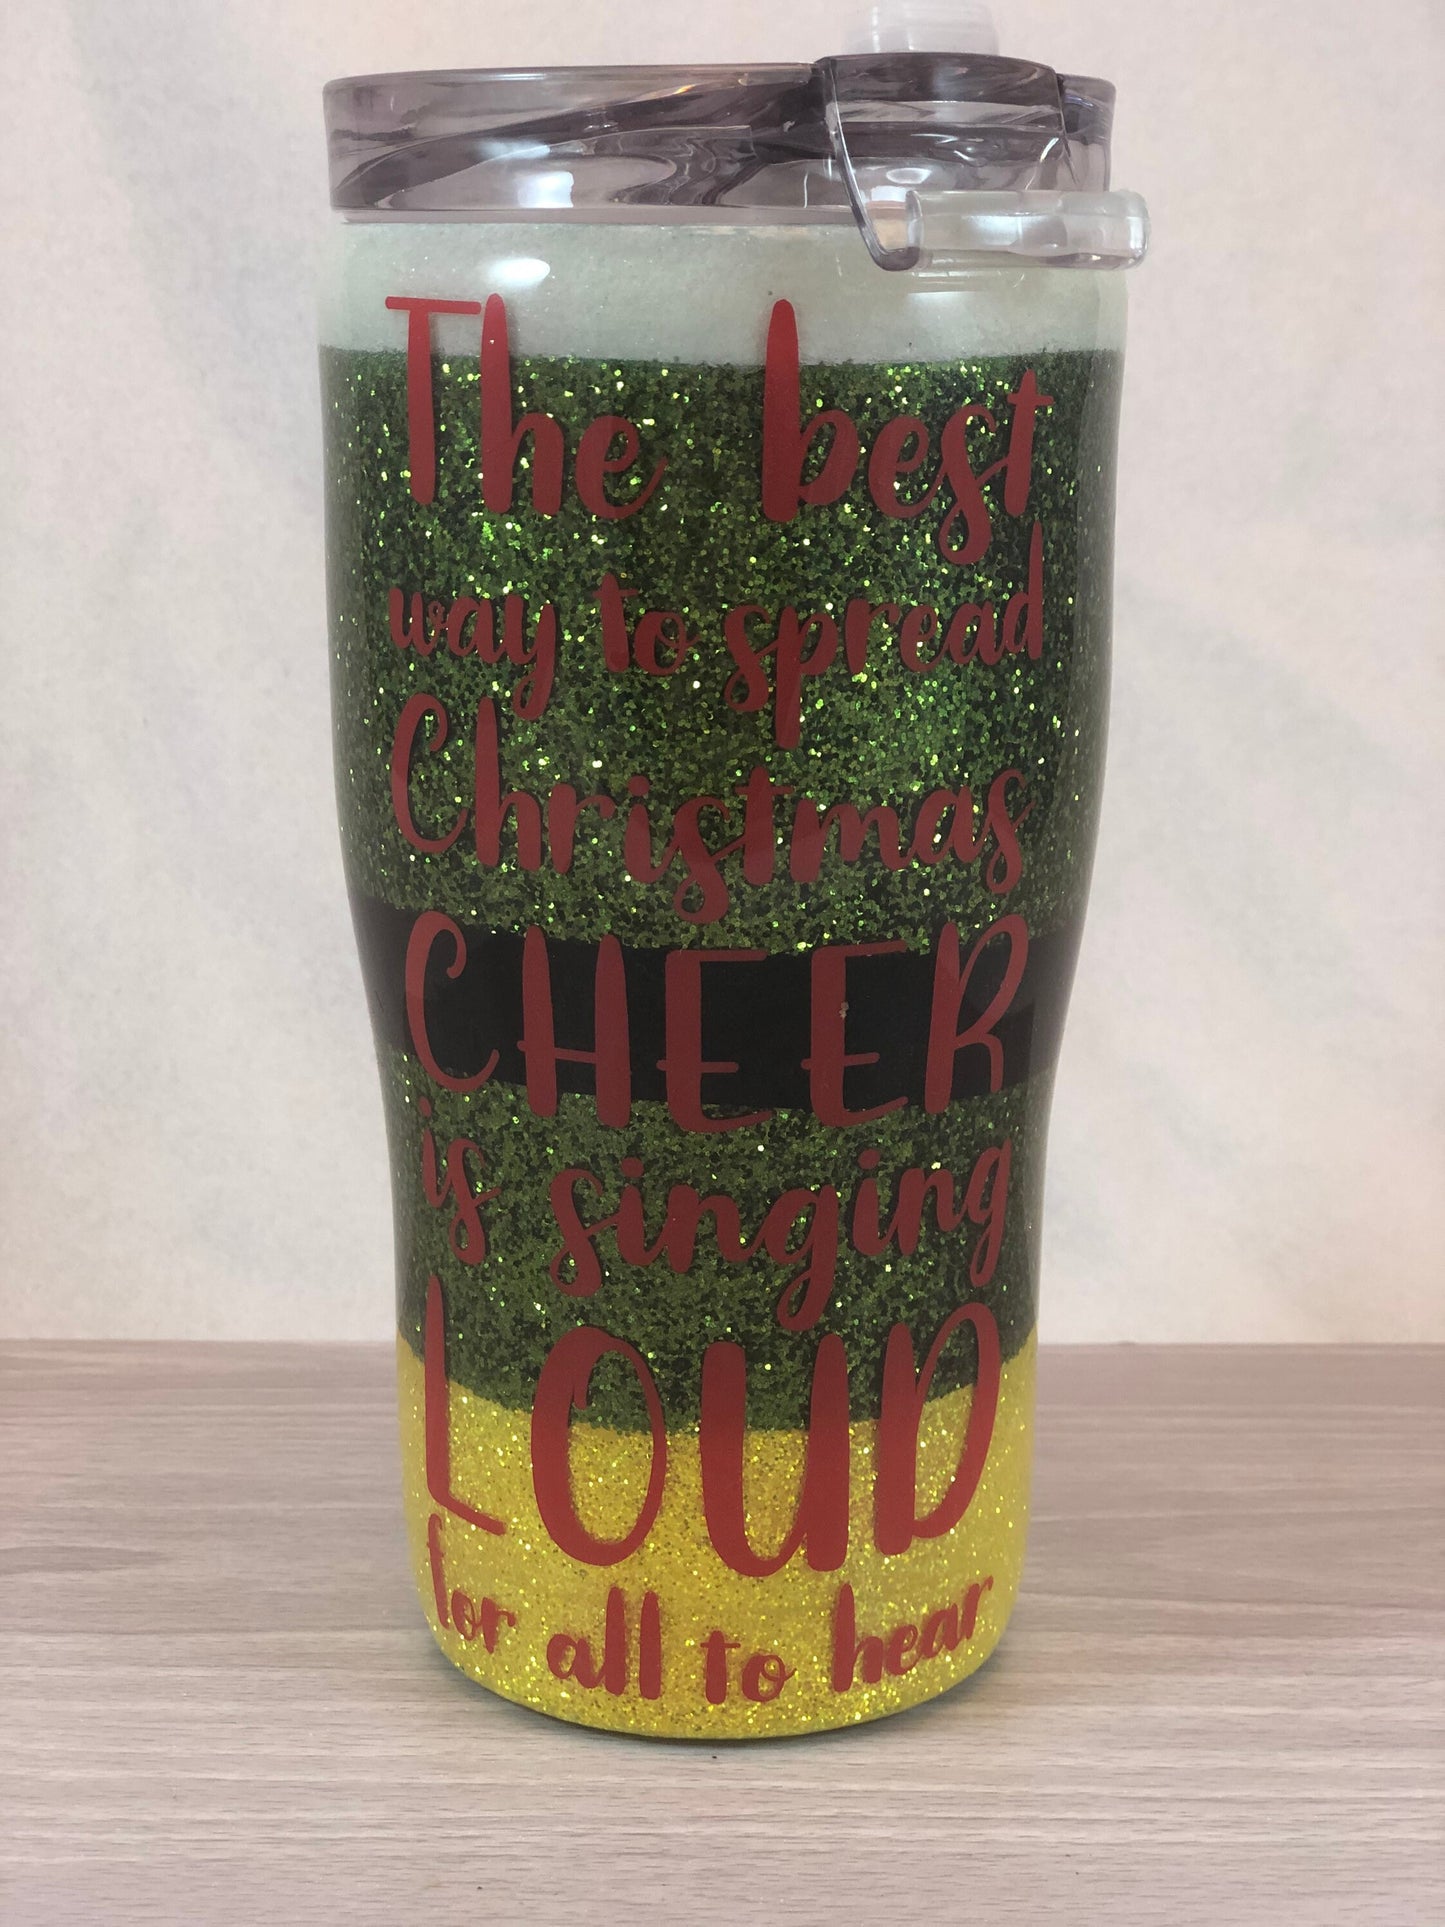 The best
way to spread
Christmas
CHEER
is singing
LOUD
for all to hear